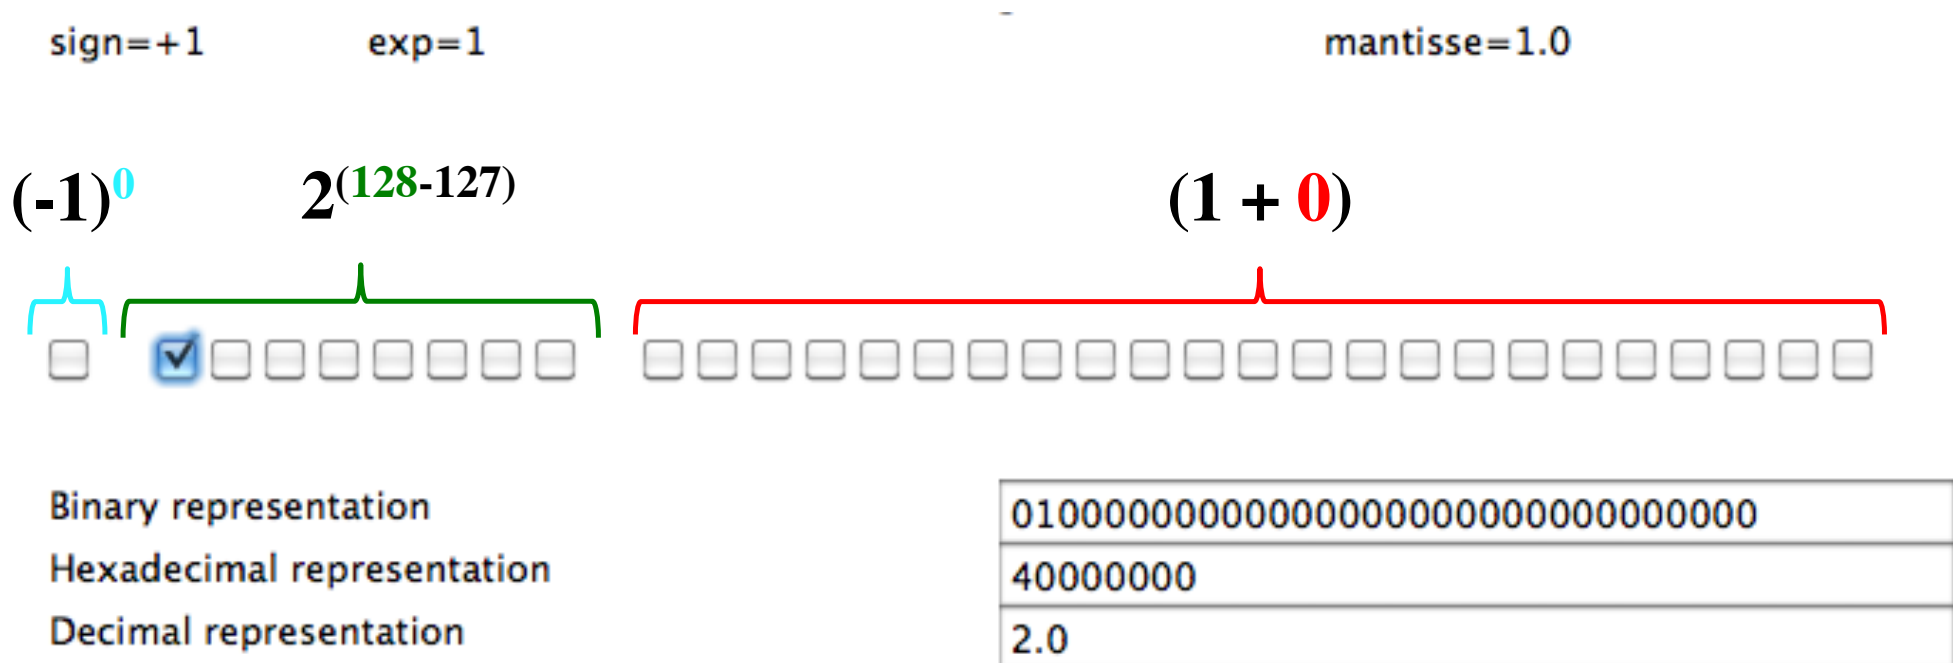 sign=+1 exp=1 mantisse=1.0
(-1)0 2(128-127) (1 + 0)
Binary representation 01000000000000000000000000000000
Hexadecimal representation 40000000
Decimal representation 2.0